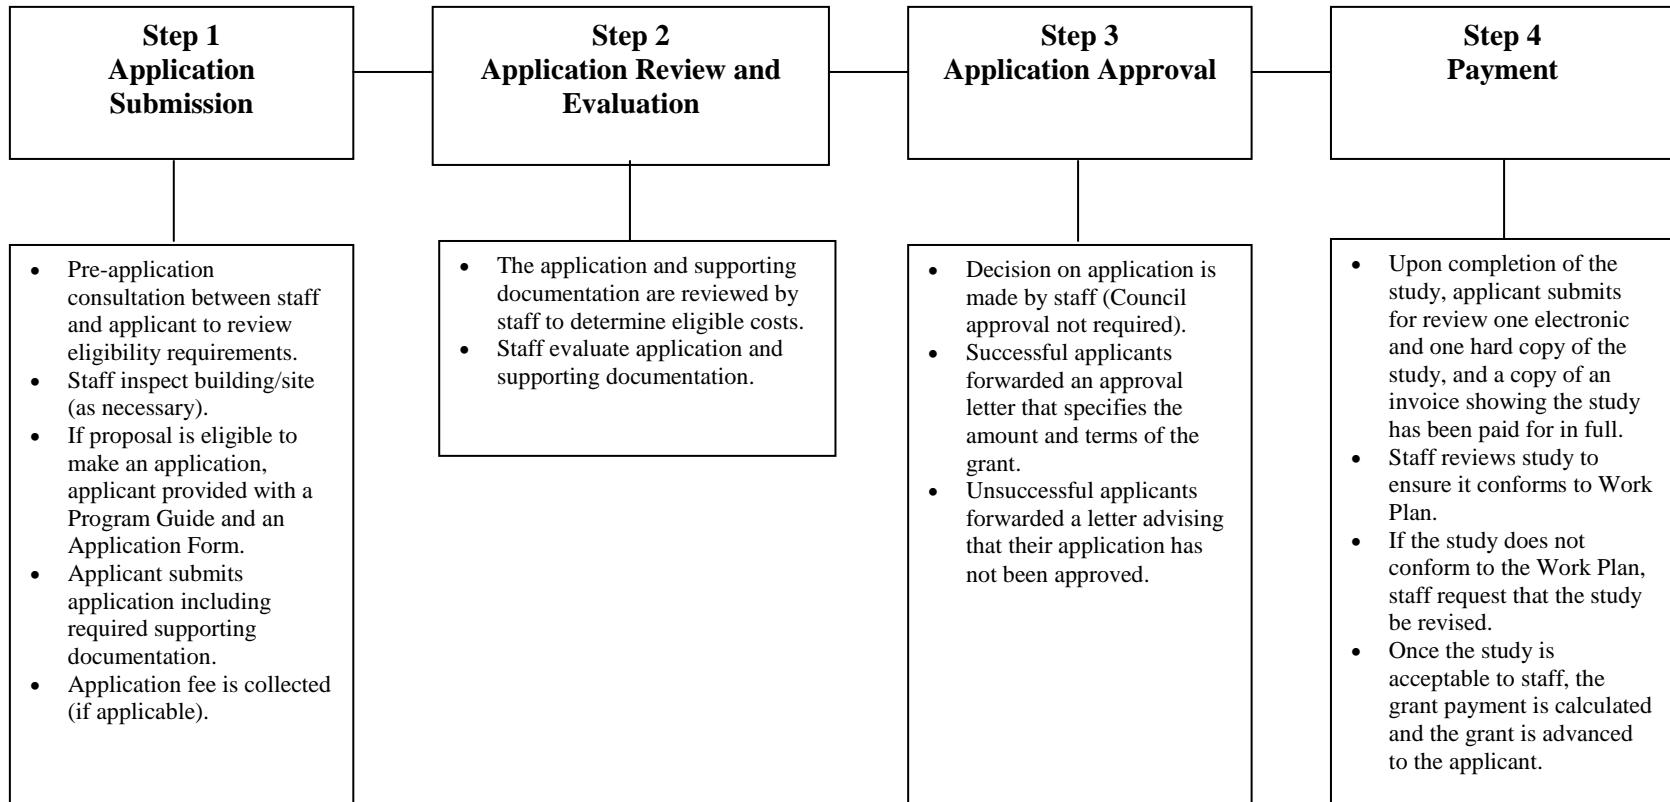 Step 1
Application
Submission
Step 2
Application Review and
Evaluation
Step 3
Application Approval
Step 4
Payment
• Pre-application
consultation between staff
and applicant to review
eligibility requirements.
• Staff inspect building/site
(as necessary).
• If proposal is eligible to
make an application,
applicant provided with a
Program Guide and an
Application Form.
• Applicant submits
application including
required supporting
documentation.
• Application fee is collected
(if applicable).
• The application and supporting
documentation are reviewed by
staff to determine eligible costs.
• Staff evaluate application and
supporting documentation.
• Decision on application is
made by staff (Council
approval not required).
• Successful applicants
forwarded an approval
letter that specifies the
amount and terms of the
grant.
• Unsuccessful applicants
forwarded a letter advising
that their application has
not been approved.
• Upon completion of the
study, applicant submits
for review one electronic
and one hard copy of the
study, and a copy of an
invoice showing the study
has been paid for in full.
• Staff reviews study to
ensure it conforms to Work
Plan.
• If the study does not
conform to the Work Plan,
staff request that the study
be revised.
• Once the study is
acceptable to staff, the
grant payment is calculated
and the grant is advanced
to the applicant.